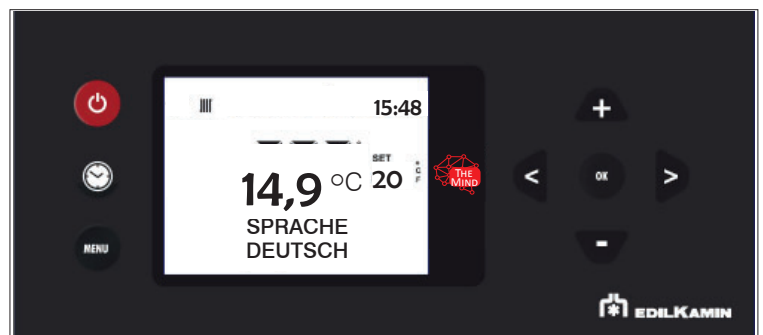 15:48
SET
14,9 °C 20
°C
F
SPRACHE
DEUTSCH
MENU
THE
MIND
+
< OK >
-
EDILKAMIN